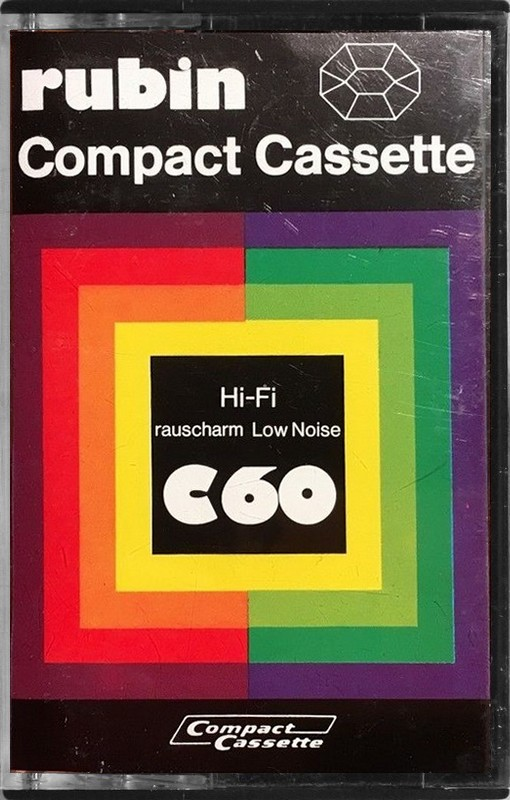 rubin
Compact Cassette
Hi-Fi
rauscharm Low Noise
C60
Compact
Cassette